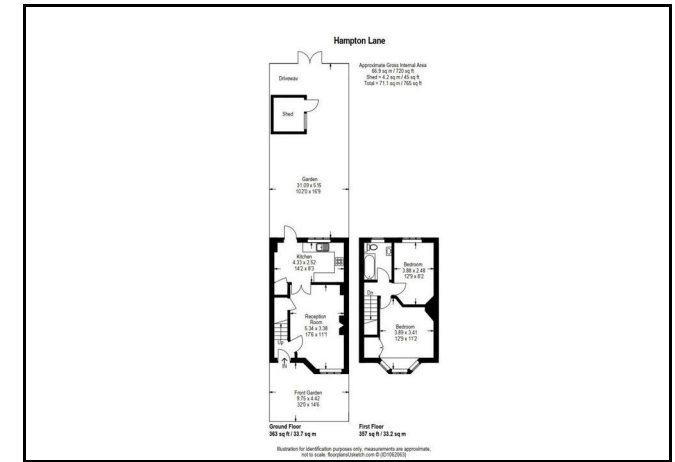 Hampton Lane
Approximate Gross Internal Area
66.9 sq m / 720 sq ft
Shed = 4.2 sq m / 45 sq ft
Total = 71.1 sq m / 765 sq ft
Driveway
Shed
Garden
31.09 x 5.15
102'0 x 16'9
Kitchen
4.33 x 2.52
14'2 x 8'3
Bedroom
3.88 x 2.48
12'9 x 8'2
Dn
Reception
Room
5.34 x 3.38
17'6 x 11'1
Up
IN
Bedroom
3.89 x 3.41
12'9 x 11'2
Front Garden
9.75 x 4.42
32'0 x 14'6
Ground Floor
363 sq ft / 33.7 sq m
First Floor
357 sq ft / 33.2 sq m
Illustration for identification purposes only, measurements are approximate,
not to scale. floorplansUsketch.com © (ID1062063)